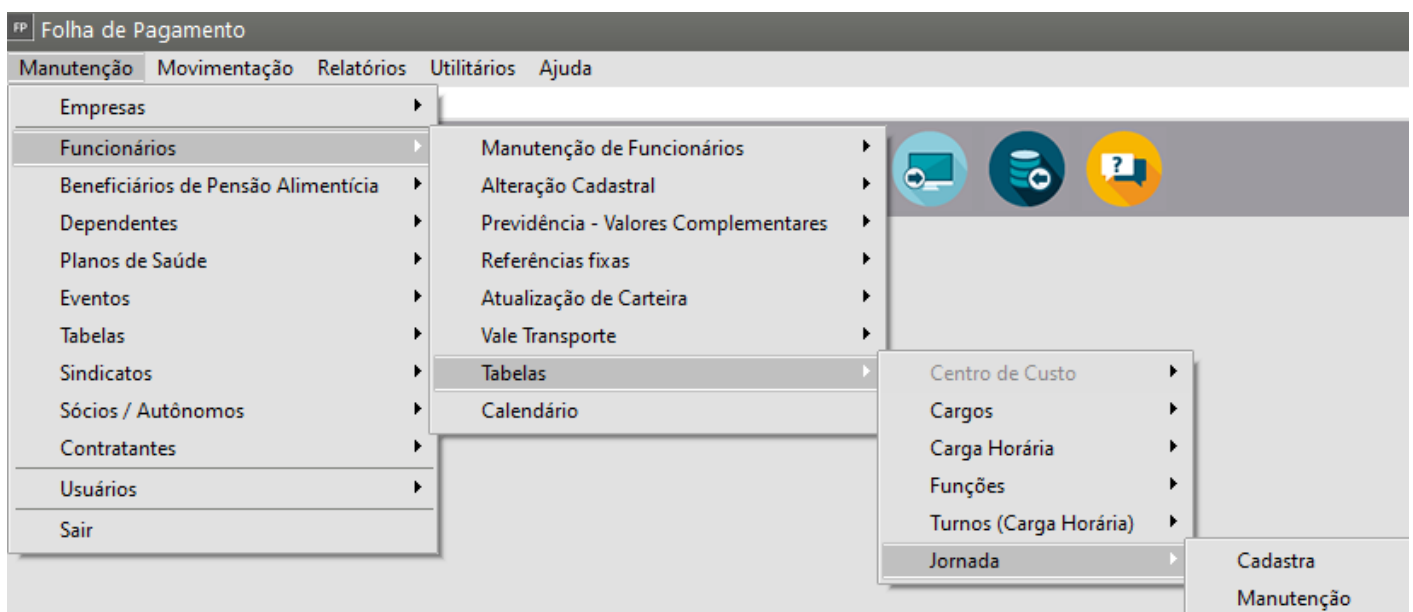 FP Folha de Pagamento
Manutenção Movimentação Relatórios Utilitários Ajuda
Empresas
Funcionários
Beneficiários de Pensão Alimentícia
Dependentes
Planos de Saúde
Eventos
Tabelas
Sindicatos
Sócios / Autônomos
Contratantes
Usuários
Sair
Manutenção de Funcionários
Alteração Cadastral
Previdência - Valores Complementares
Referências fixas
Atualização de Carteira
Vale Transporte
Tabelas
Calendário
?
Centro de Custo
Cargos
Carga Horária
Funções
Turnos (Carga Horária)
Jornada
Cadastra
Manutenção